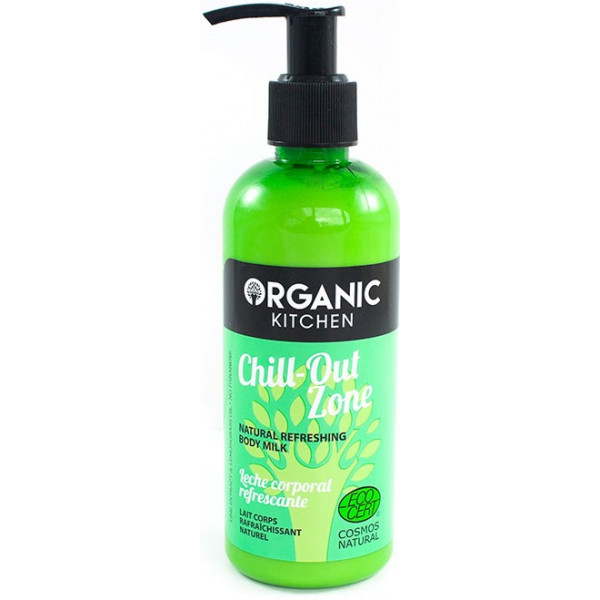 ORGANIC
KITCHEN
Chill-Out
Zone
NATURAL REFRESHING
BODY MILK
Leche corporal
refrescante
LAIT CORPS
RAFRAÎCHISSANT
NATUREL
ECO
CERT
COSMOS
NATURAL